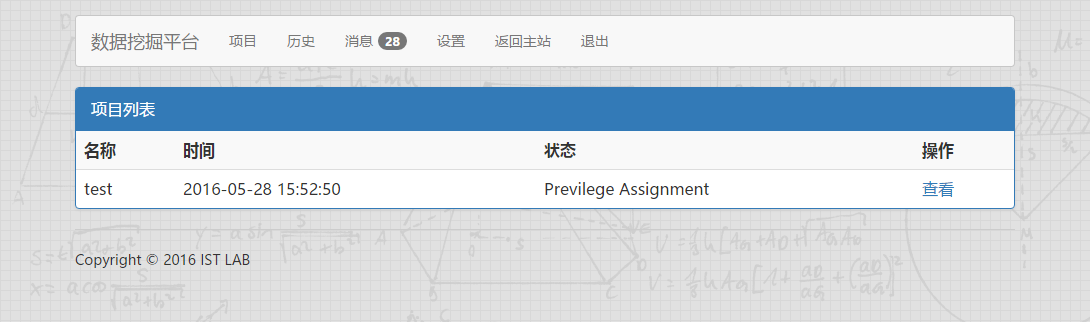 数据挖掘平台 项目 历史 消息 28 设置 返回主站 退出
项目列表
名称 时间 状态 操作
test 2016-05-28 15:52:50 Previlege Assignment 查看
Copyright © 2016 IST LAB